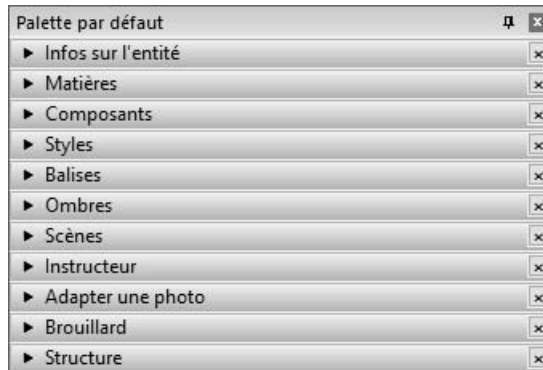 Palette par défaut
Infos sur l'entité
Matières
Composants
Styles
Balises
Ombres
Scènes
Instructeur
Adapter une photo
Brouillard
Structure